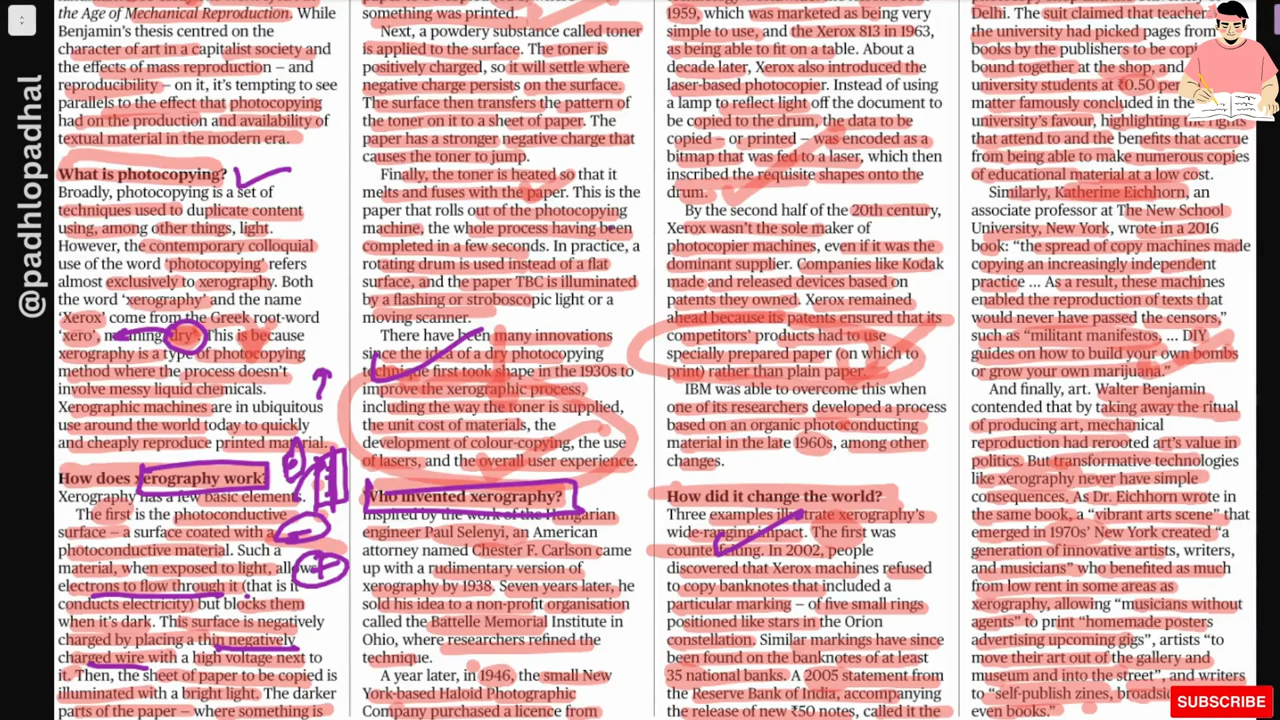 @padhlopadhal
the Age of Mechanical Reproduction. While
Benjamin's thesis centred on the
character of art in a capitalist society and
the effects of mass reproduction – and
reproducibility – on it, it's tempting to see
parallels to the effect that photocopying
had on the production and availability of
textual material in the modern era.
What is photocopying?
Broadly, photocopying is a set of
techniques used to duplicate content
using, among other things, light.
However, the contemporary colloquial
use of the word 'photocopying' refers
almost exclusively to xerography. Both
the word 'xerography' and the name
'Xerox' come from the Greek root-word
'xero', meaning 'dry'. This is because
xerography is a type of photocopying
method where the process doesn't
involve messy liquid chemicals.
Xerographic machines are in ubiquitous
use around the world today to quickly
and cheaply reproduce printed material.
How does xerography work?
Xerography has a few basic elements.
The first is the photoconductive
surface – a surface coated with a
photoconductive material. Such a
material, when exposed to light, allows
electrons to flow through it (that is it
conducts electricity) but blocks them
when it's dark. This surface is negatively
charged by placing a thin negatively
charged wire with a high voltage next to
it. Then, the sheet of paper to be copied is
illuminated with a bright light. The darker
parts of the paper – where something is
something was printed.
Next, a powdery substance called toner
is applied to the surface. The toner is
positively charged, so it will settle where
negative charge persists on the surface.
The surface then transfers the pattern of
the toner on it to a sheet of paper. The
paper has a stronger negative charge that
causes the toner to jump.
Finally, the toner is heated so that it
melts and fuses with the paper. This is the
paper that rolls out of the photocopying
machine, the whole process having been
completed in a few seconds. In practice, a
rotating drum is used instead of a flat
surface, and the paper TBC is illuminated
by a flashing or stroboscopic light or a
moving scanner.
There have been many innovations
since the idea of a dry photocopying
technique first took shape in the 1930s to
improve the xerographic process,
including the way the toner is supplied,
the unit cost of materials, the
development of colour-copying, the use
of lasers, and the overall user experience.
Who invented xerography?
Inspired by the work of the Hungarian
engineer Paul Selenyi, an American
attorney named Chester F. Carlson came
up with a rudimentary version of
xerography by 1938. Seven years later, he
sold his idea to a non-profit organisation
called the Battelle Memorial Institute in
Ohio, where researchers refined the
technique.
A year later, in 1946, the small New
York-based Haloid Photographic
Company purchased a licence from
1959, which was marketed as being very
simple to use, and the Xerox 813 in 1963,
as being able to fit on a table. About a
decade later, Xerox also introduced the
laser-based photocopier. Instead of using
a lamp to reflect light off the document to
be copied to the drum, the data to be
copied – or printed – was encoded as a
bitmap that was fed to a laser, which then
inscribed the requisite shapes onto the
drum.
By the second half of the 20th century,
Xerox wasn't the sole maker of
photocopier machines, even if it was the
dominant supplier. Companies like Kodak
made and released devices based on
patents they owned. Xerox remained
ahead because its patents ensured that its
competitors' products had to use
specially prepared paper (on which to
print) rather than plain paper.
IBM was able to overcome this when
one of its researchers developed a process
based on an organic photoconducting
material in the late 1960s, among other
changes.
How did it change the world?
Three examples illustrate xerography's
wide-ranging impact. The first was
counterfeiting. In 2002, people
discovered that Xerox machines refused
to copy banknotes that included a
particular marking – of five small rings
positioned like stars in the Orion
constellation. Similar markings have since
been found on the banknotes of at least
35 national banks. A 2005 statement from
the Reserve Bank of India, accompanying
the release of new ₹50 notes, called it the
Delhi. The suit claimed that teachers
the university had picked pages from
books by the publishers to be copi
bound together at the shop, and
university students at ₹0.50 per
matter famously concluded in the
university's favour, highlighting the rights
that attend to and the benefits that accrue
from being able to make numerous copies
of educational material at a low cost.
Similarly, Katherine Eichhorn, an
associate professor at The New School
University, New York, wrote in a 2016
book: "the spread of copy machines made
copying an increasingly independent
practice ... As a result, these machines
enabled the reproduction of texts that
would never have passed the censors,"
such as "militant manifestos, ... DIY
guides on how to build your own bombs
or grow your own marijuana."
And finally, art. Walter Benjamin
contended that by taking away the ritual
of producing art, mechanical
reproduction had rerooted art's value in
politics. But transformative technologies
like xerography never have simple
consequences. As Dr. Eichhorn wrote in
the same book, a "vibrant arts scene" that
emerged in 1970s' New York created "a
generation of innovative artists, writers,
and musicians" who benefited as much
from low rent in some areas as
xerography, allowing "musicians without
agents" to print "homemade posters
advertising upcoming gigs", artists "to
move their art out of the gallery and
museum and into the street", and writers
to "self-publish zines,
even books."
SUBSCRIBE